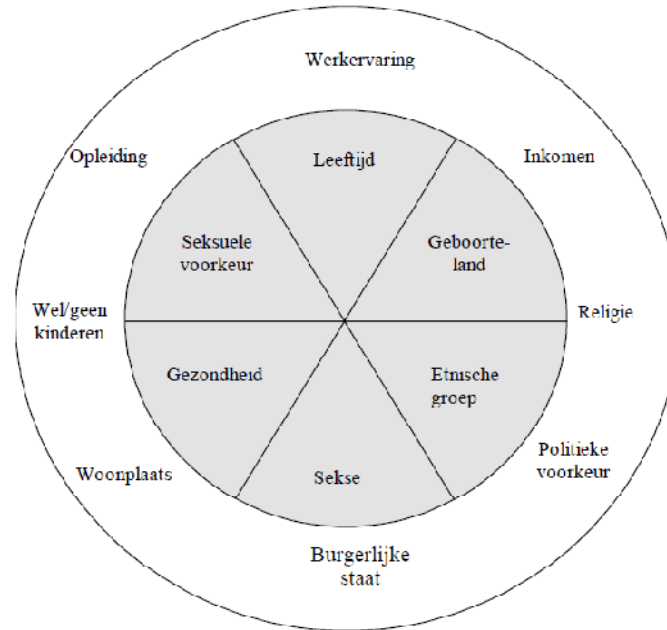 Werkervaring
Opleiding
Leeftijd
Inkomen
Seksuele
voorkeur
Geboorte-
land
Wel/geen
kinderen
Religie
Gezondheid
Etnische
groep
Woonplaats
Sekse
Politieke
voorkeur
Burgerlijke
staat